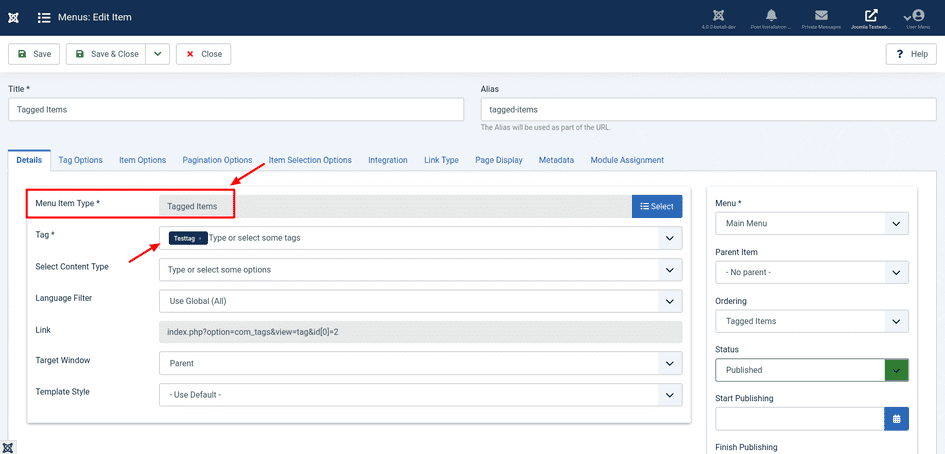 Menus: Edit Item
Post Installation-...
Private Messages
Joomla Testweb...
User Menu
Save
Save & Close
Close
? Help
Title *
Alias
Tagged Items
tagged-items
The Alias will be used as part of the URL.
Details
Tag Options
Item Options
Pagination Options
Item Selection Options
Integration
Link Type
Page Display
Metadata
Module Assignment
Menu Item Type *
Tagged Items
Select
Tag *
Testtag
Type or select some tags
Select Content Type
Type or select some options
Language Filter
Use Global (All)
Link
index.php?option=com_tags&view=tag&id[0]=2
Target Window
Parent
Template Style
- Use Default -
Menu *
Main Menu
Parent Item
- No parent -
Ordering
Tagged Items
Status
Published
Start Publishing
Finish Publishing